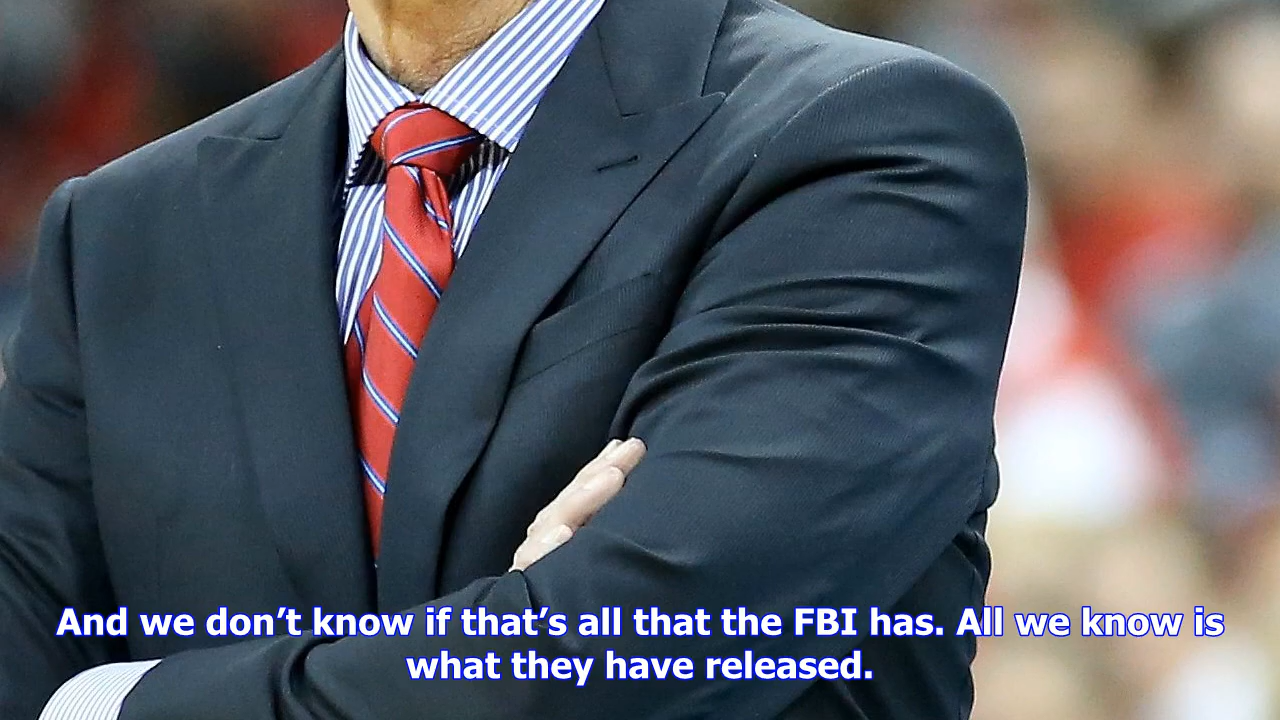 And we don’t know if that’s all that the FBI has. All we know is
what they have released.